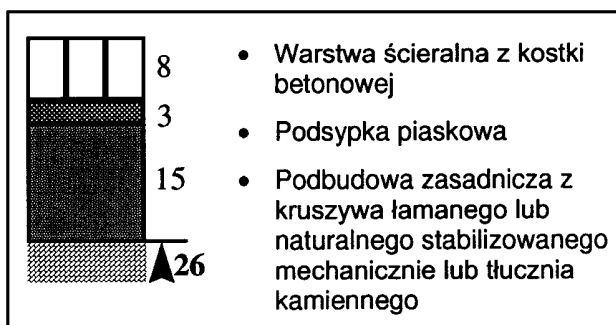 8
3
15
26
• Warstwa ścieralna z kostki
betonowej
• Podsypka piaskowa
• Podbudowa zasadnicza z
kruszywa łamanego lub
naturalnego stabilizowanego
mechanicznie lub tłucznia
kamiennego